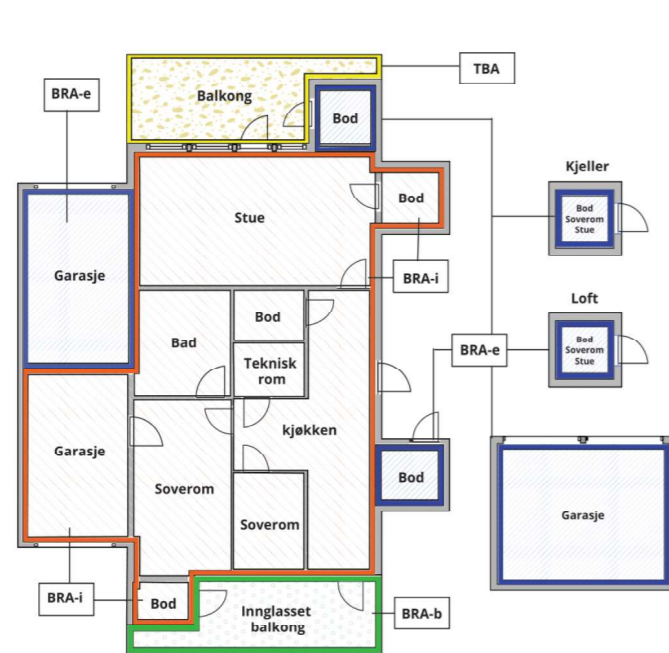 TBA
BRA-e
Balkong
Bod
Kjeller
Bod
Soverom
Stue
Bod
Stue
Garasje
BRA-i
Loft
Bod
Bad
Teknisk
rom
BRA-e
Bod
Soverom
Stue
kjøkken
Garasje
Bod
Soverom
Garasje
Soverom
BRA-i
Bod
Innglasset
balkong
BRA-b